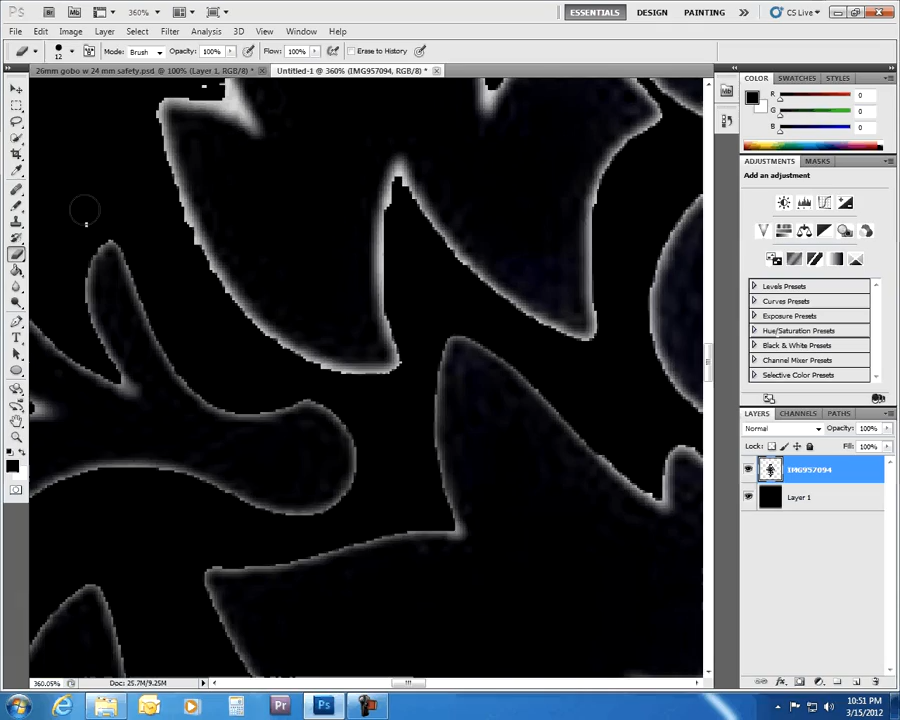 Ps Br Mb 360% ESSENTIALS DESIGN PAINTING CS Live
File Edit Image Layer Select Filter Analysis 3D View Window Help
12 Mode: Brush Opacity: 100% Flow: 100% Erase to History
26mm gobo w 24 mm safety.psd @ 100% (Layer 1, RGB/8) * Untitled-1 @ 360% (IMG957094, RGB/8) *
COLOR SWATCHES STYLES
R 0
G 0
B 0
ADJUSTMENTS MASKS
Add an adjustment
Levels Presets
Curves Presets
Exposure Presets
Hue/Saturation Presets
Black & White Presets
Channel Mixer Presets
Selective Color Presets
LAYERS CHANNELS PATHS
Normal Opacity: 100%
Lock: Fill: 100%
IMG957094
Layer 1
360.05% Doc: 25.7M/9.25M
Pr Ps 10:51 PM
3/15/2012